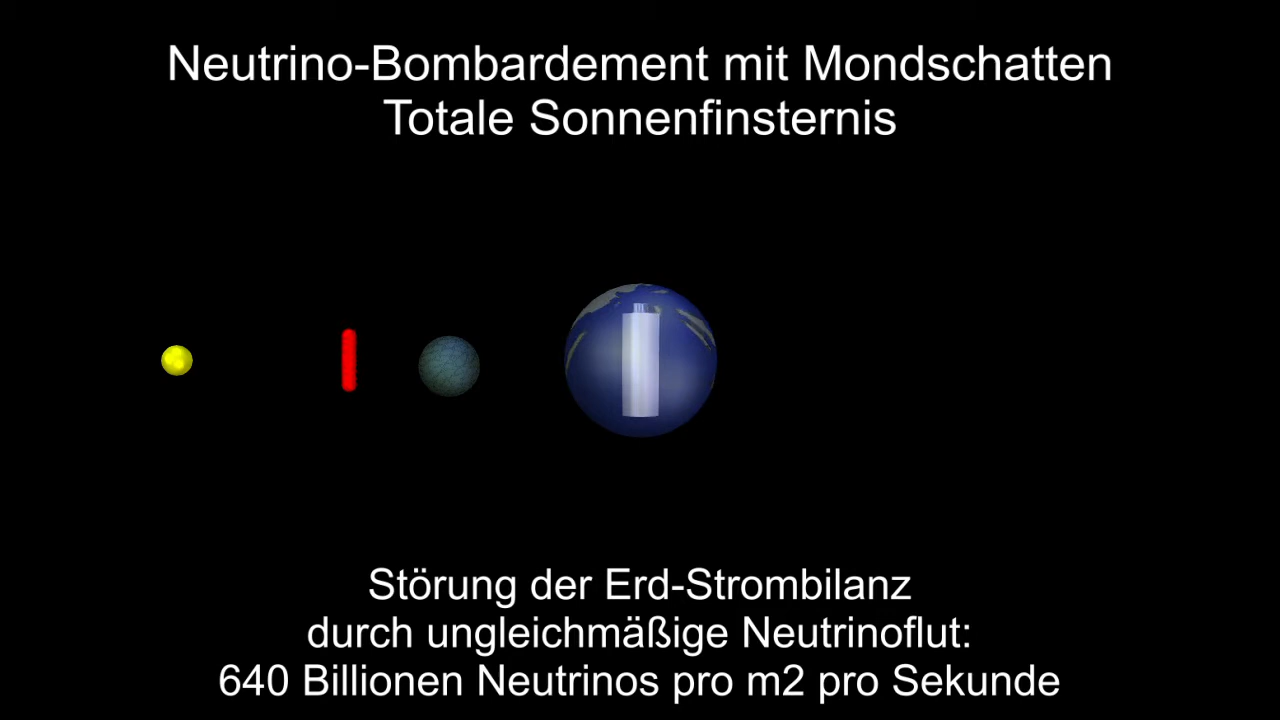 Neutrino-Bombardement mit Mondschatten
Totale Sonnenfinsternis
Störung der Erd-Strombilanz
durch ungleichmäßige Neutrinoflut:
640 Billionen Neutrinos pro m2 pro Sekunde